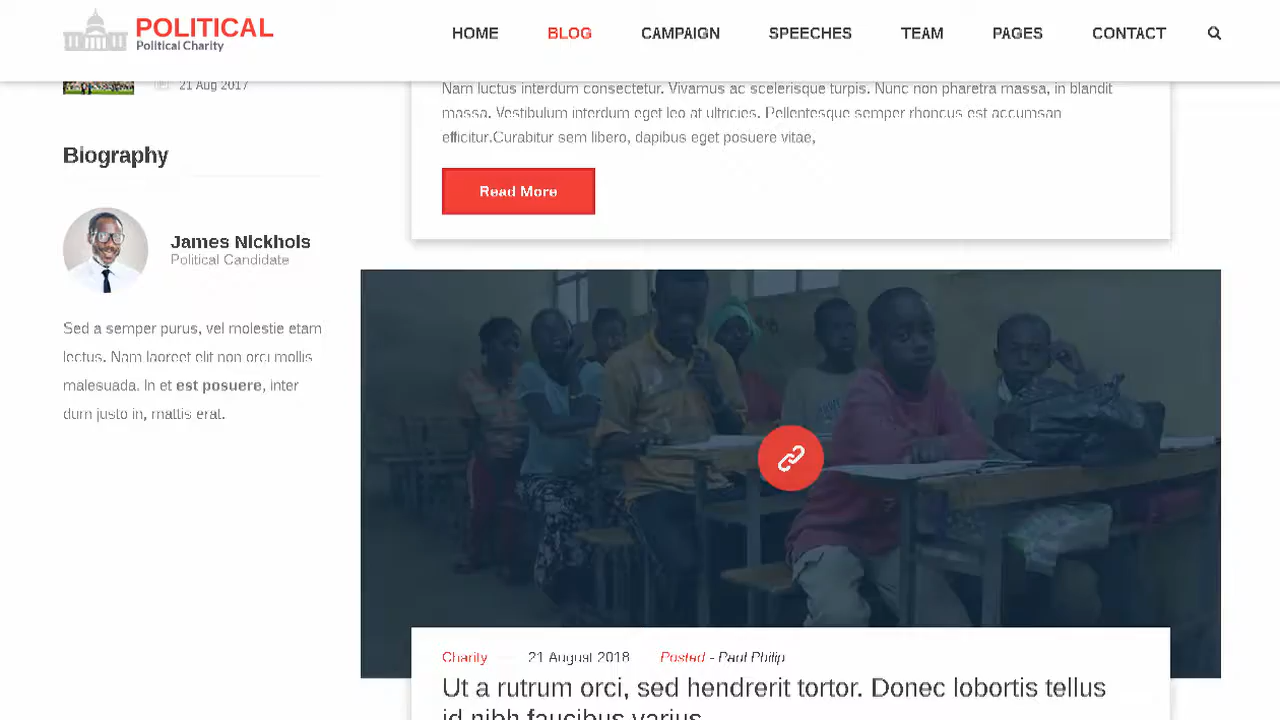 POLITICAL
Political Charity
HOME BLOG CAMPAIGN SPEECHES TEAM PAGES CONTACT
21 Aug 2017
Biography
James NIckhols
Political Candidate
Sed a semper purus, vel molestie etam
lectus. Nam laoreet elit non orci mollis
malesuada. In et est posuere, inter
dum justo in, mattis erat.
Nam luctus interdum consectetur. Vivamus ac scelerisque turpis. Nunc non pharetra massa, in blandit
massa. Vestibulum interdum eget leo at ultricies. Pellentesque semper rhoncus est accumsan
efficitur.Curabitur sem libero, dapibus eget posuere vitae,
Read More
Charity 21 August 2018 Posted - Paul Philip
Ut a rutrum orci, sed hendrerit tortor. Donec lobortis tellus
id nibh faucibus varius